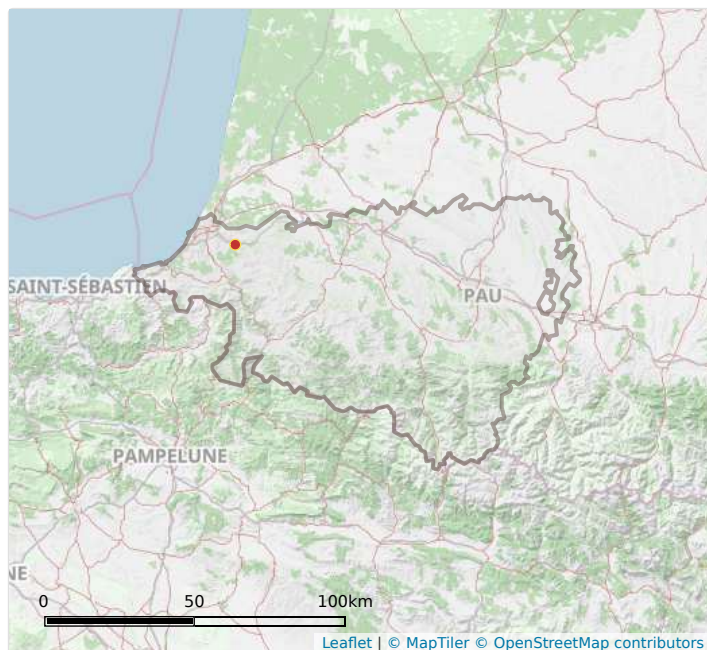 SAINT-SÉBASTIEN
PAU
PAMPELUNE
NE
0 50 100km
Leaflet | © MapTiler © OpenStreetMap contributors